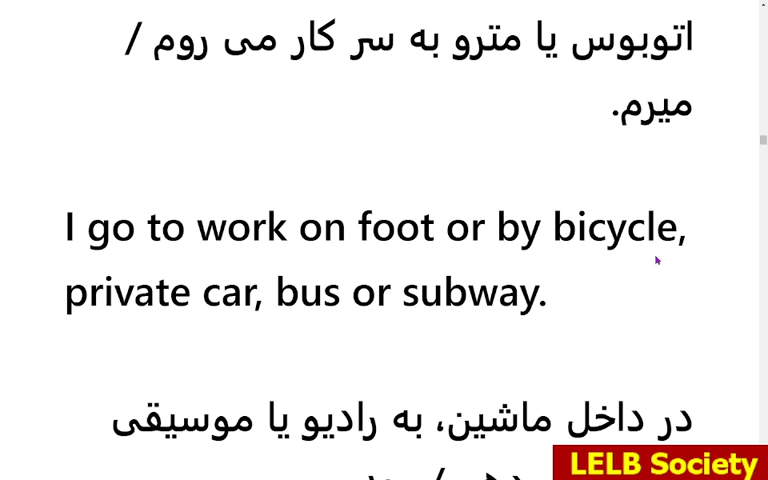 اتوبوس یا مترو به سر کار می روم /
میرم.
I go to work on foot or by bicycle,
private car, bus or subway.
در داخل ماشین، به رادیو یا موسیقی
LELB Society